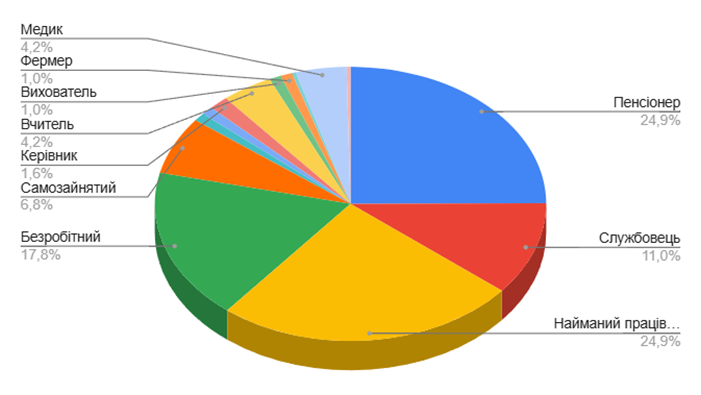 Медик
4,2%
Фермер
1,0%
Вихователь
1,0%
Вчитель
4,2%
Керівник
1,6%
Самозайнятий
6,8%
Безробітний
17,8%
Пенсіонер
24,9%
Службовець
11,0%
Найманий праців…
24,9%